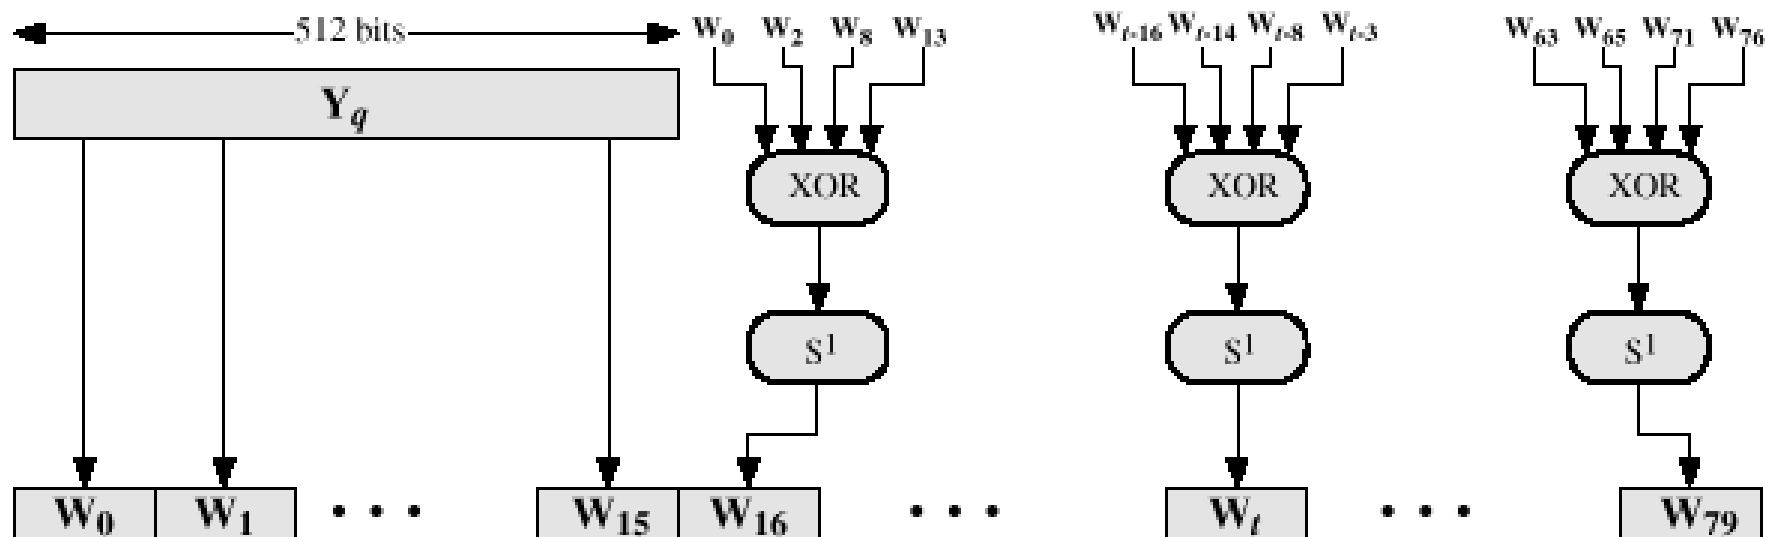 512 bits W₀ W₂ W₈ W₁₃ Wₜ₋₁₆ Wₜ₋₁₄ Wₜ₋₈ Wₜ₋₃ W₆₃ W₆₅ W₇₁ W₇₆
Y_q
XOR XOR XOR
S¹ S¹ S¹
W₀ W₁ • • • W₁₅ W₁₆ • • • Wₜ • • • W₇₉